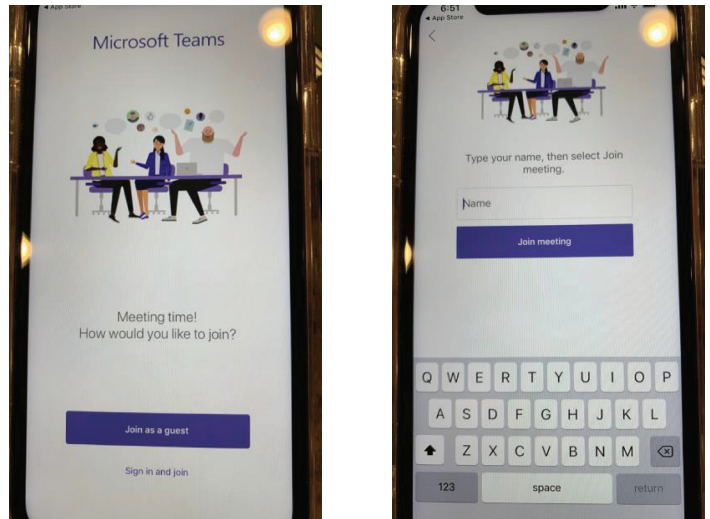 App Store
Microsoft Teams
Meeting time!
How would you like to join?
Join as a guest
Sign in and join
6:51
App Store
Type your name, then select Join
meeting.
Name
Join meeting
Q W E R T Y U I O P
A S D F G H J K L
Z X C V B N M
123 space return